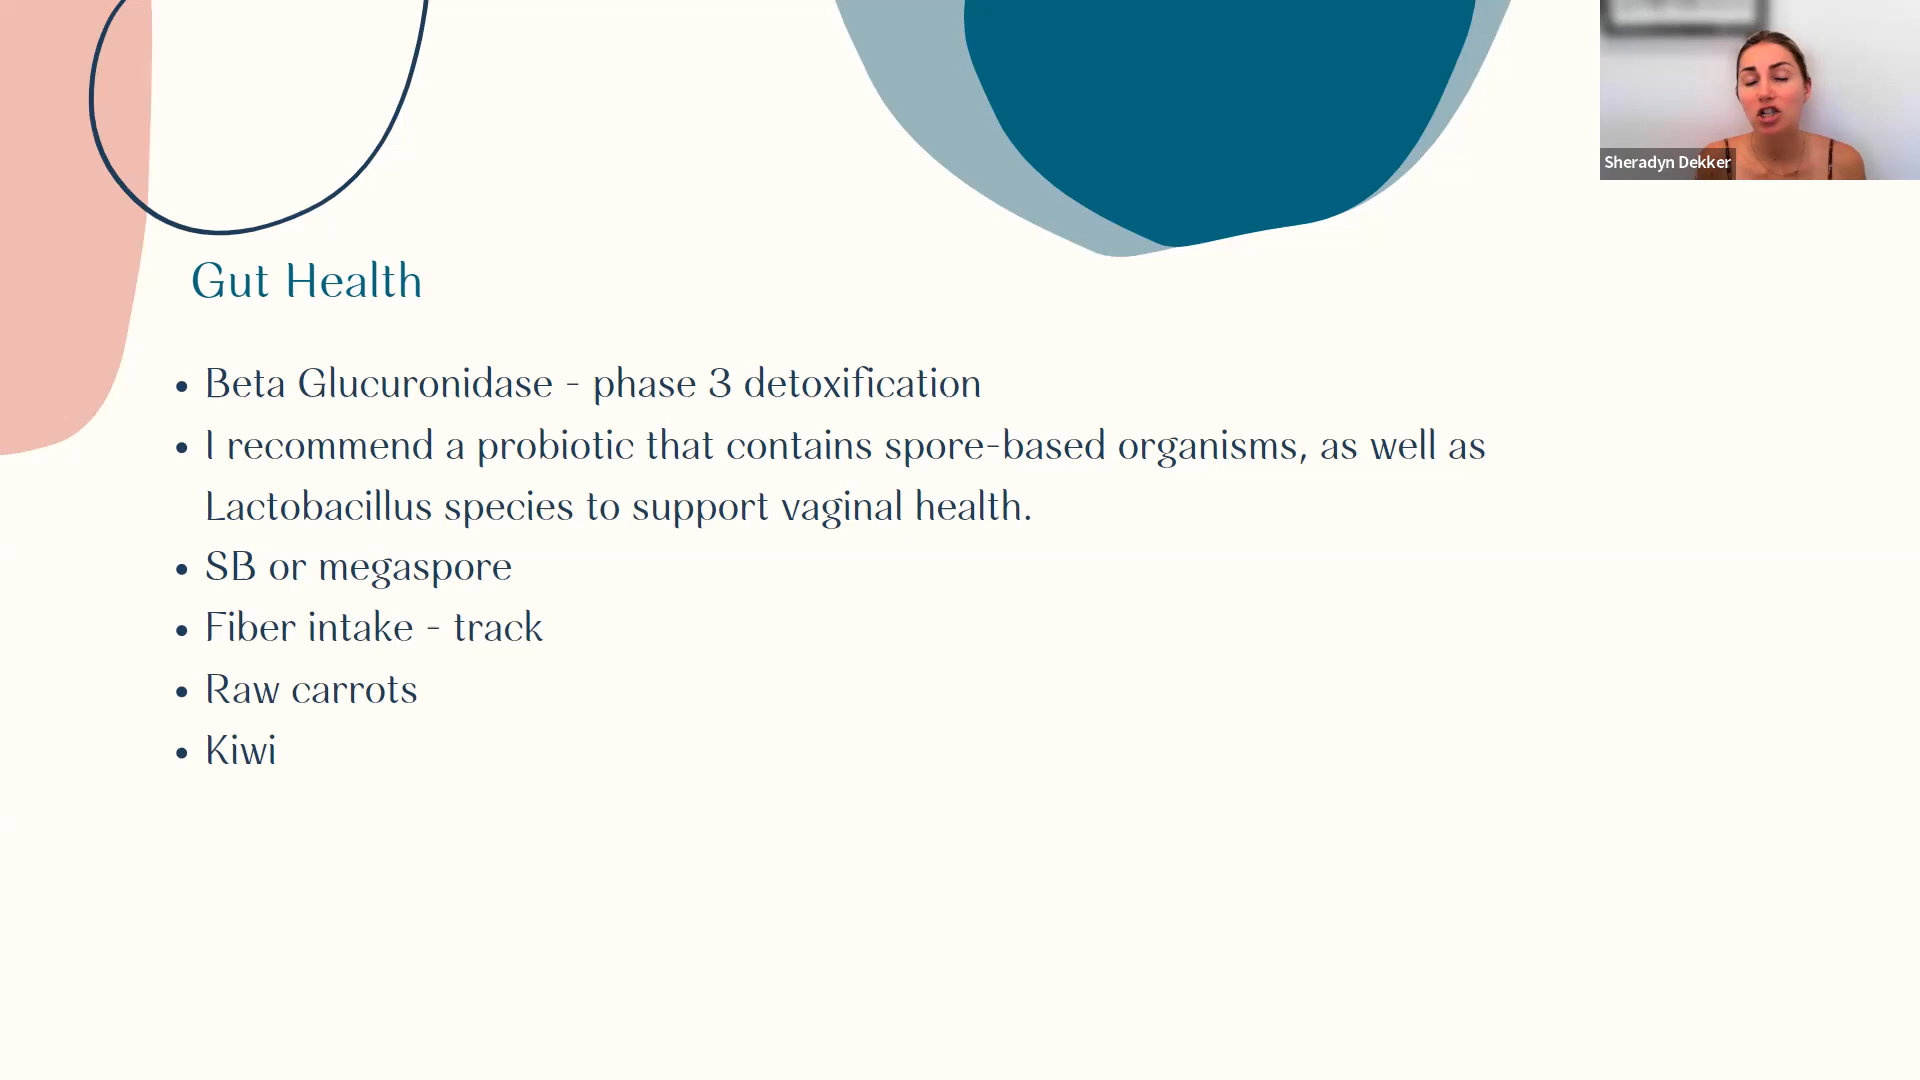 Sheradyn Dekker
Gut Health
• Beta Glucuronidase - phase 3 detoxification
• I recommend a probiotic that contains spore-based organisms, as well as
Lactobacillus species to support vaginal health.
• SB or megaspore
• Fiber intake - track
• Raw carrots
• Kiwi